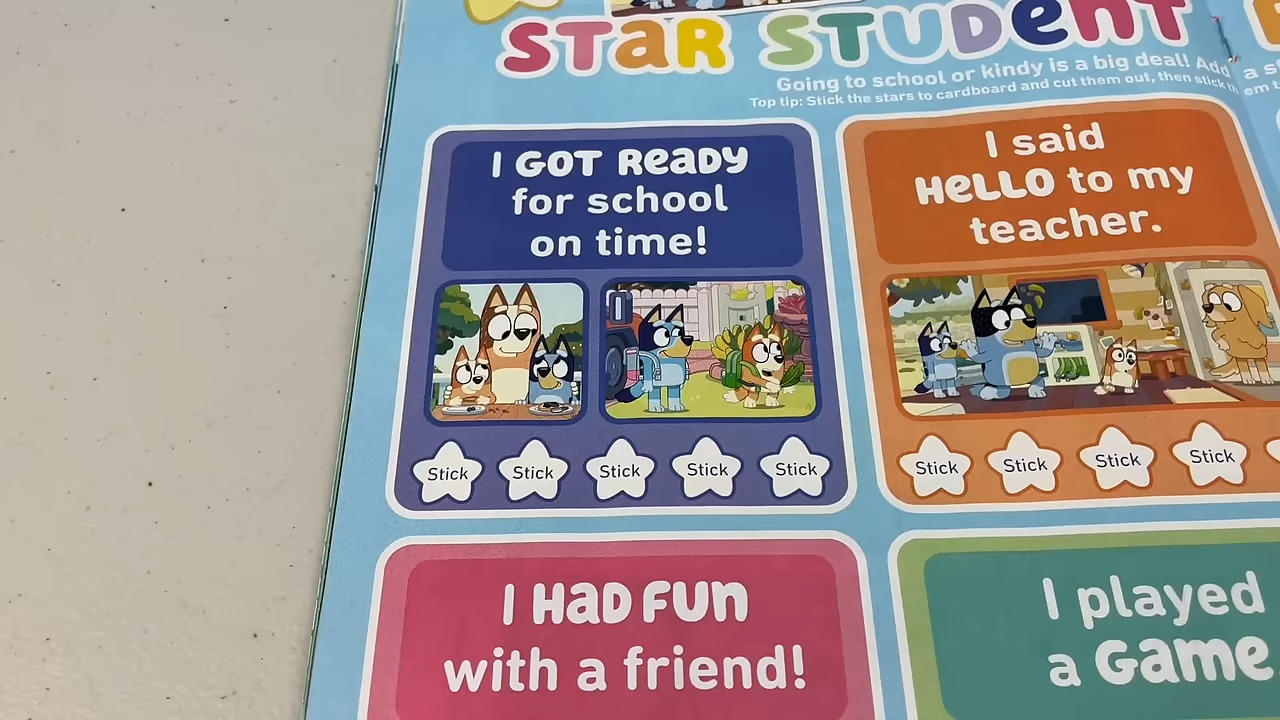 STAR STUDENT
Going to school or kindy is a big deal! Add a
Top tip: Stick the stars to cardboard and cut them out, then stick
I GOT READY
for school
on time!
Stick Stick Stick Stick Stick
I said
HELLO to my
teacher.
Stick Stick Stick Stick
I HAD FUN
with a friend!
I played
a GAME